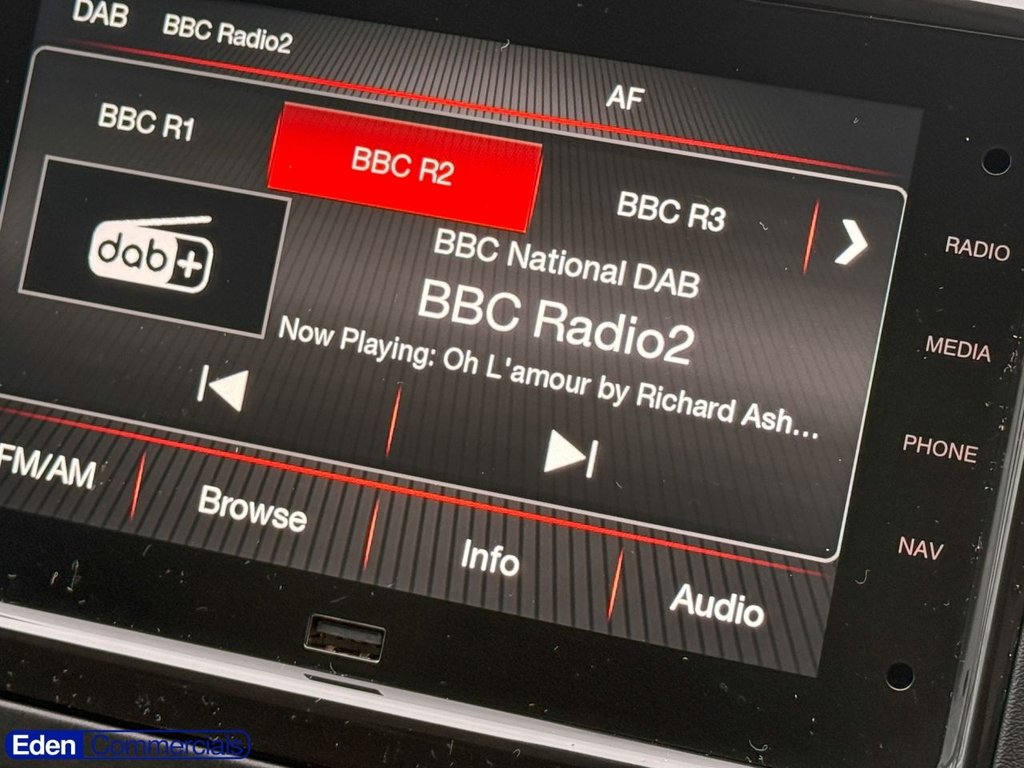 DAB BBC Radio2
AF
BBC R1 BBC R2 BBC R3
dab+
BBC National DAB
BBC Radio2
Now Playing: Oh L'amour by Richard Ash...
FM/AM Browse Info Audio
RADIO
MEDIA
PHONE
NAV
Eden Commercials